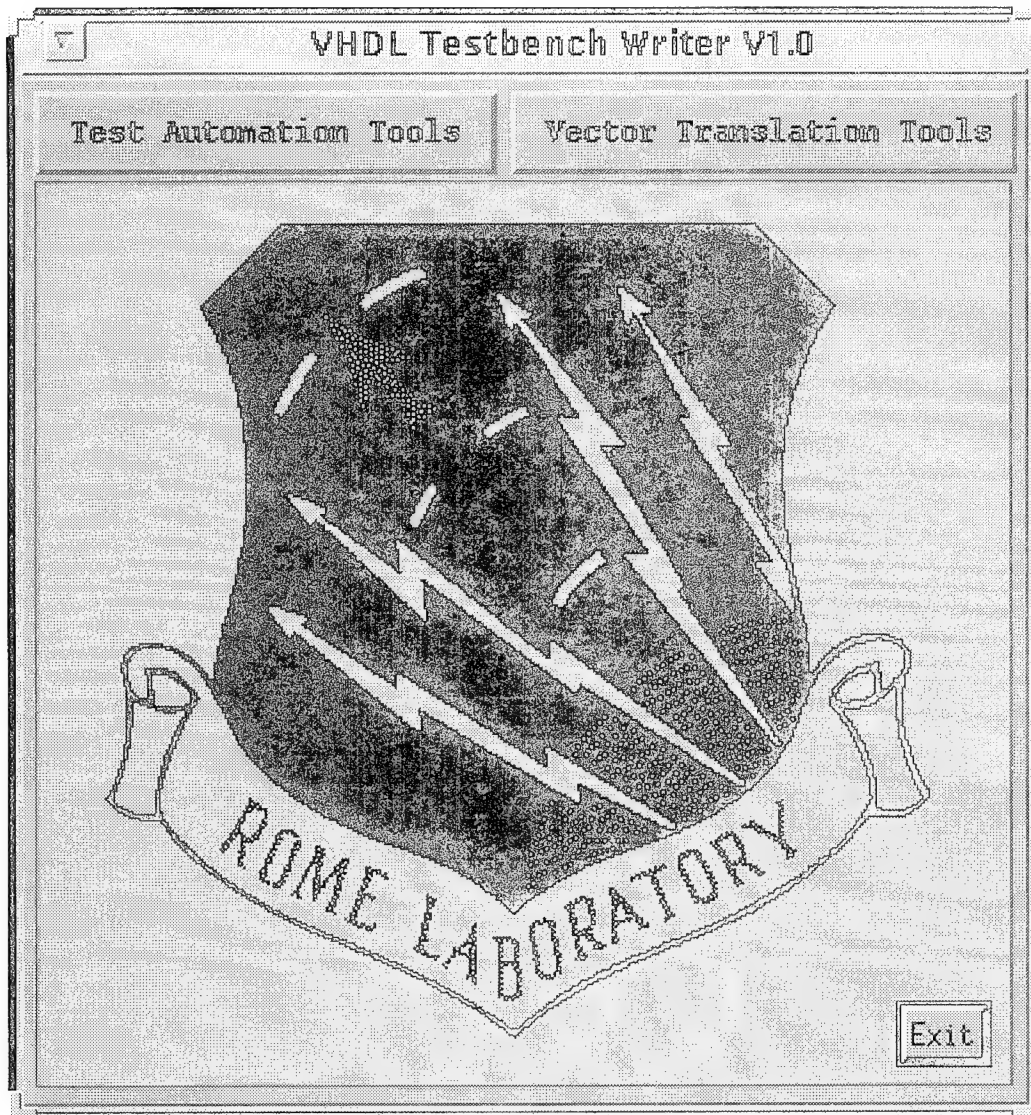 VHDL Testbench Writer V1.0
Test Automation Tools
Vector Translation Tools
ROME LABORATORY
Exit